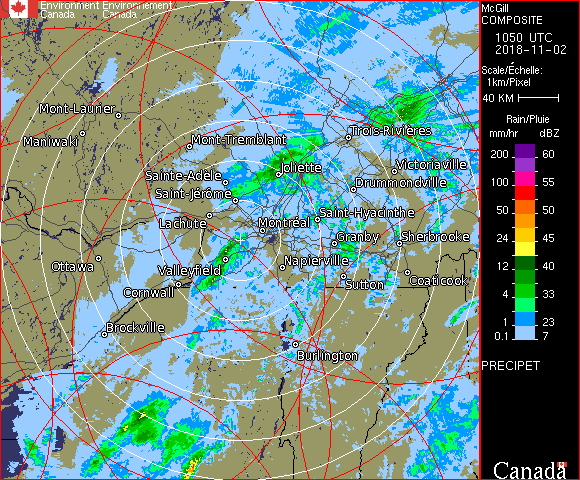 Environment Environnement
Canada Canada
McGill
COMPOSITE
1050 UTC
2018-11-02
Scale/Échelle:
1km/Pixel
40 KM
Rain/Pluie
mm/hr dBZ
200 60
100 55
50 50
24 45
12 40
4 33
1 23
0.1 7
PRECIPET
Canada
Mont-Laurier
Maniwaki
Mont-Tremblant
Trois-Rivières
Sainte-Adèle
Joliette
Victoriaville
Drummondville
Saint-Jérôme
Lachute
Montréal
Saint-Hyacinthe
Granby
Sherbrooke
Ottawa
Valleyfield
Napierville
Cornwall
Sutton
Coaticook
Brockville
Burlington